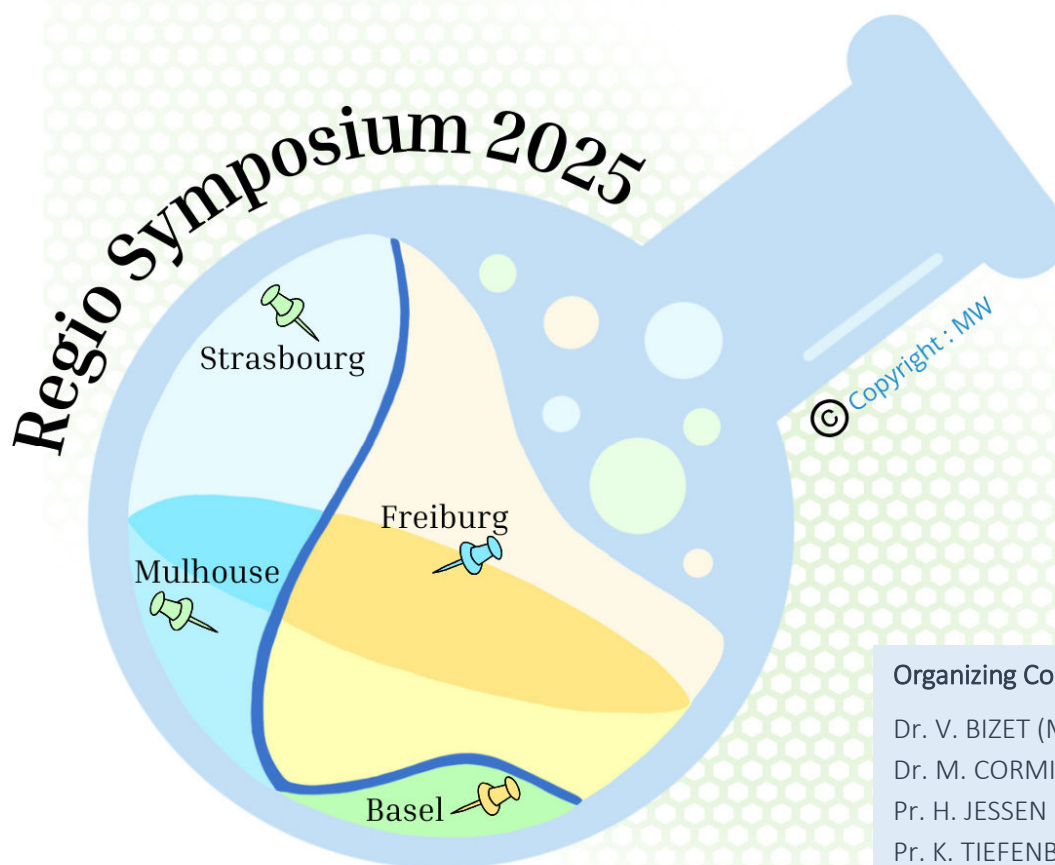 Regio Symposium 2025
Strasbourg
© Copyright : MW
Freiburg
Mulhouse
Basel
Organizing Co
Dr. V. BIZET (M
Dr. M. CORMI
Pr. H. JESSEN
Pr. K. TIEFENB